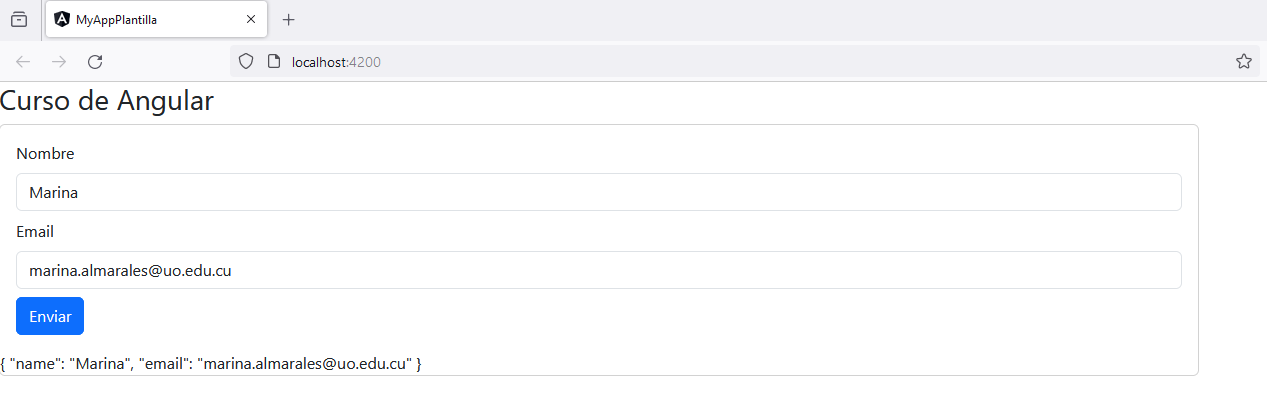 MyAppPlantilla
localhost:4200
Curso de Angular
Nombre
Marina
Email
marina.almarales@uo.edu.cu
Enviar
{ "name": "Marina", "email": "marina.almarales@uo.edu.cu" }